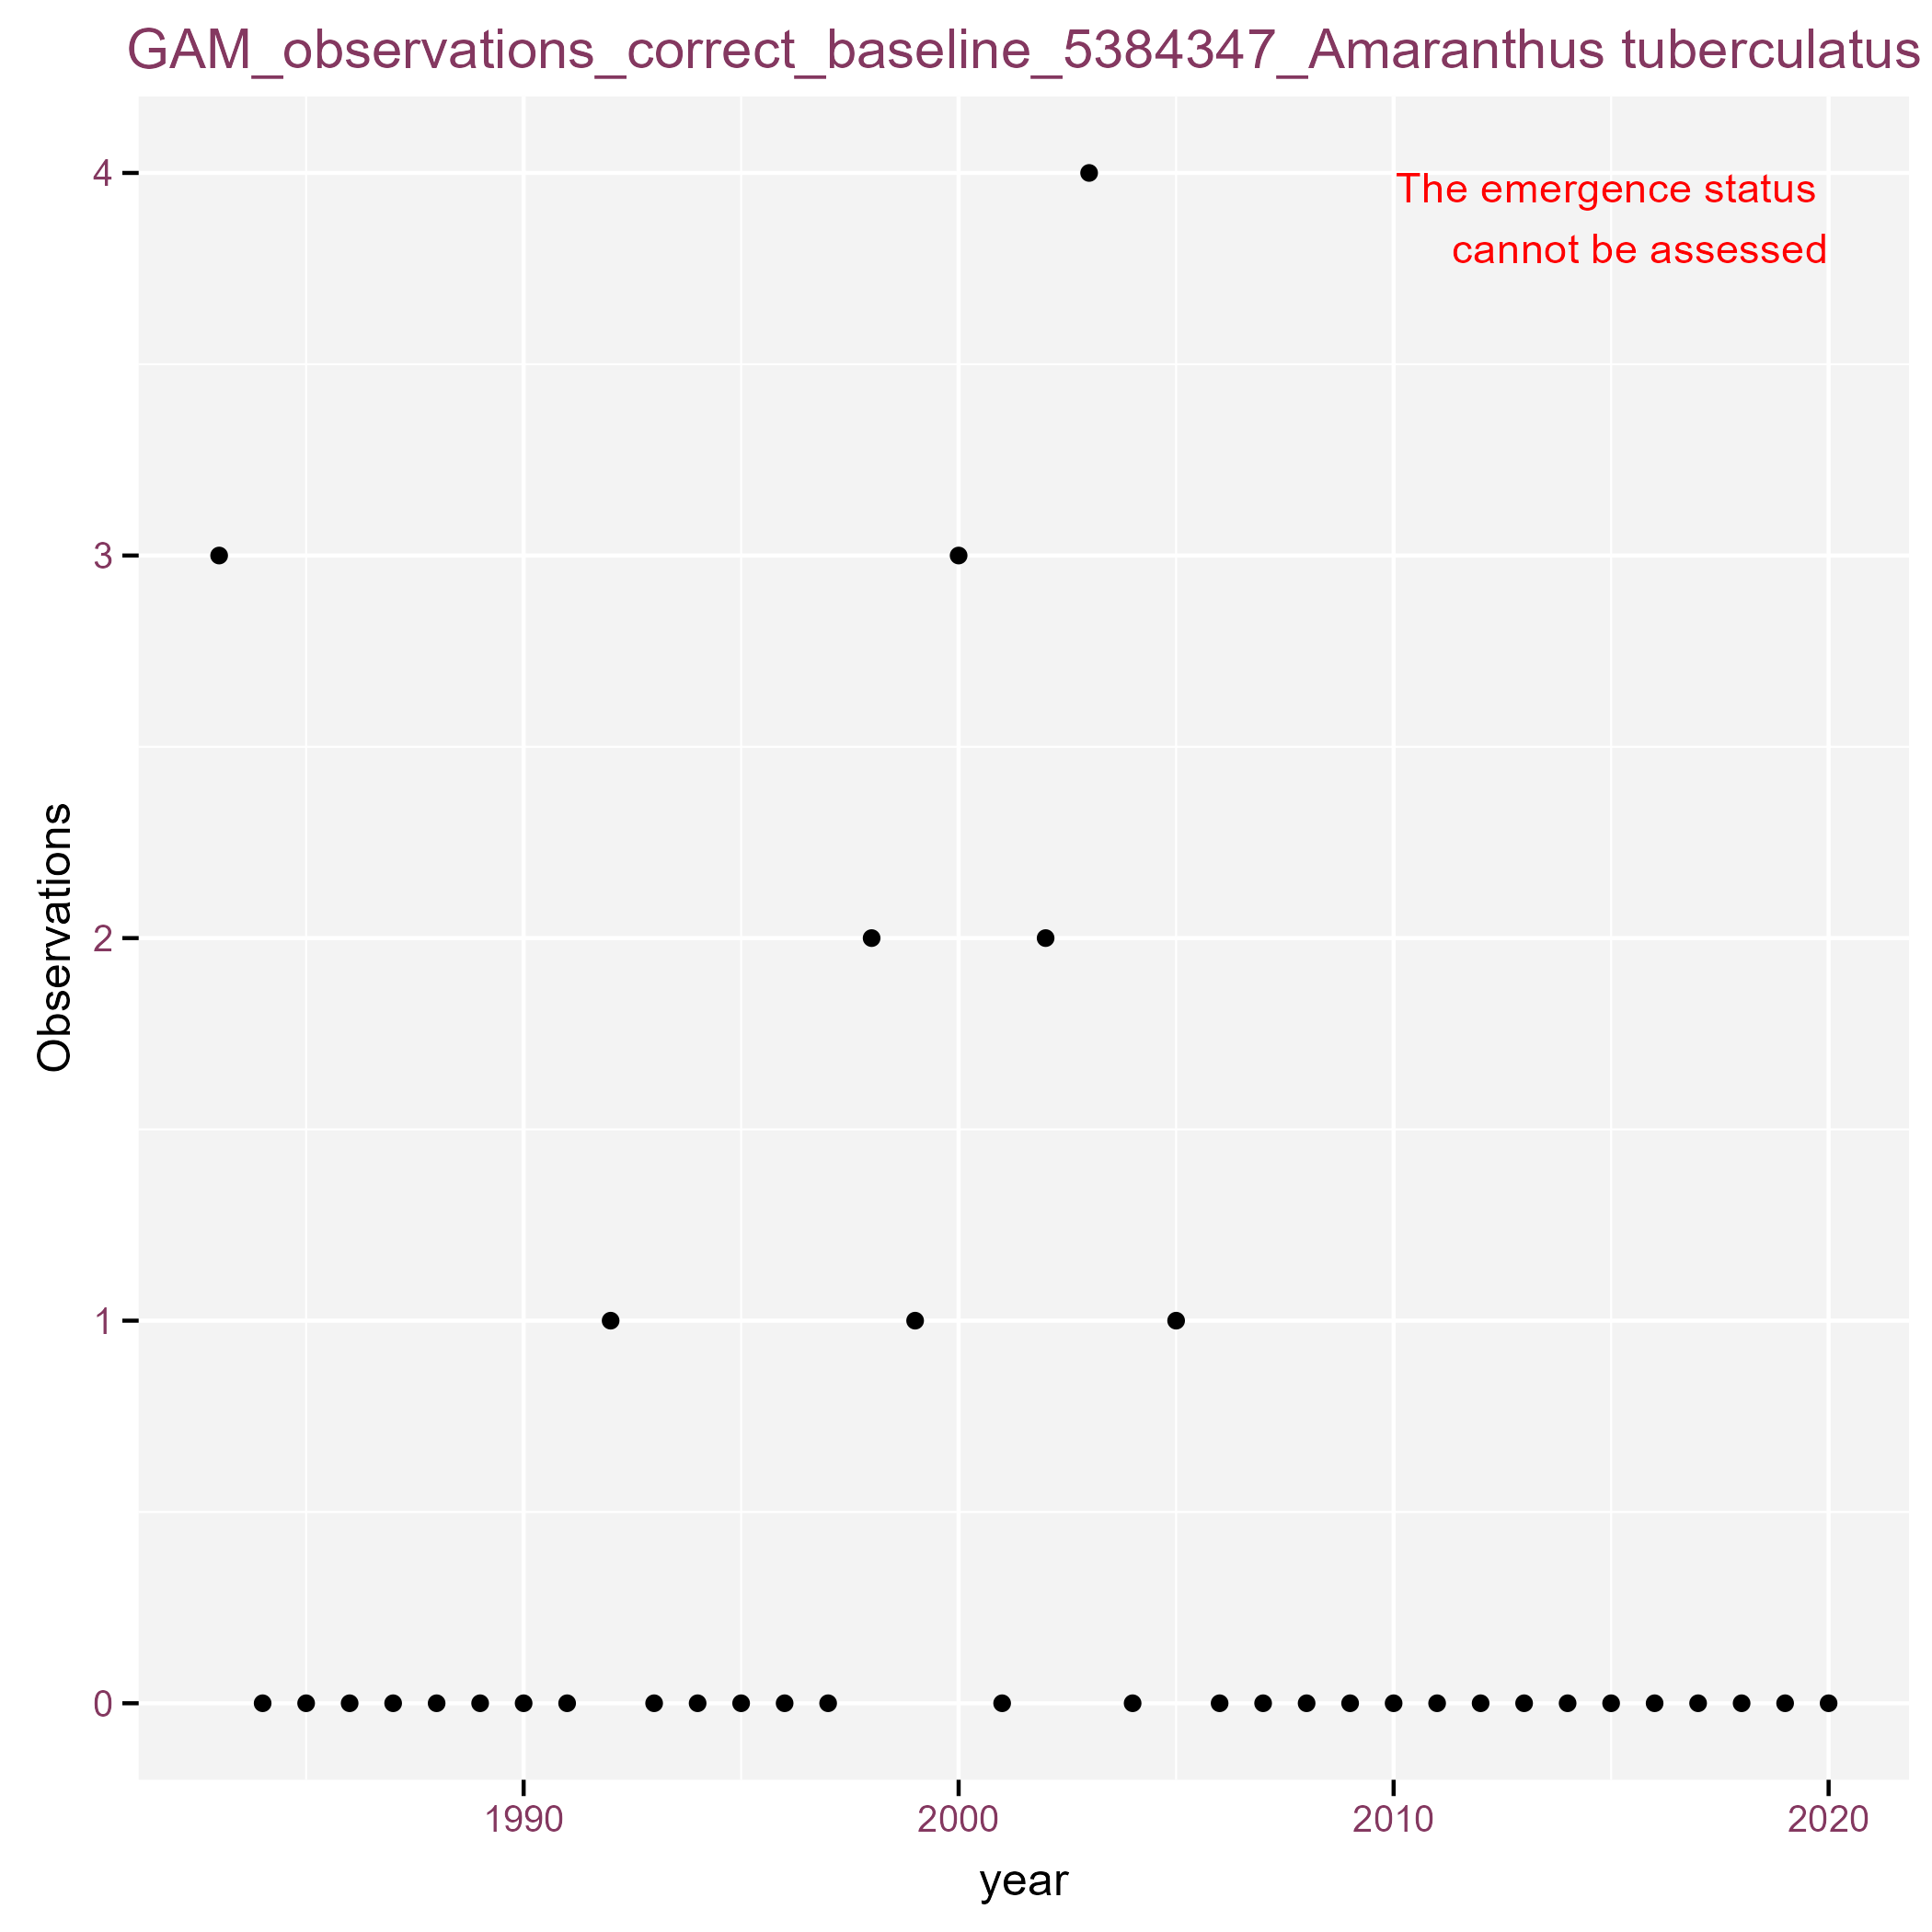 GAM_observations_correct_baseline_5384347_Amaranthus tuberculatus
The emergence status
cannot be assessed
4
3
2
1
0
Observations
1990 2000 2010 2020
year